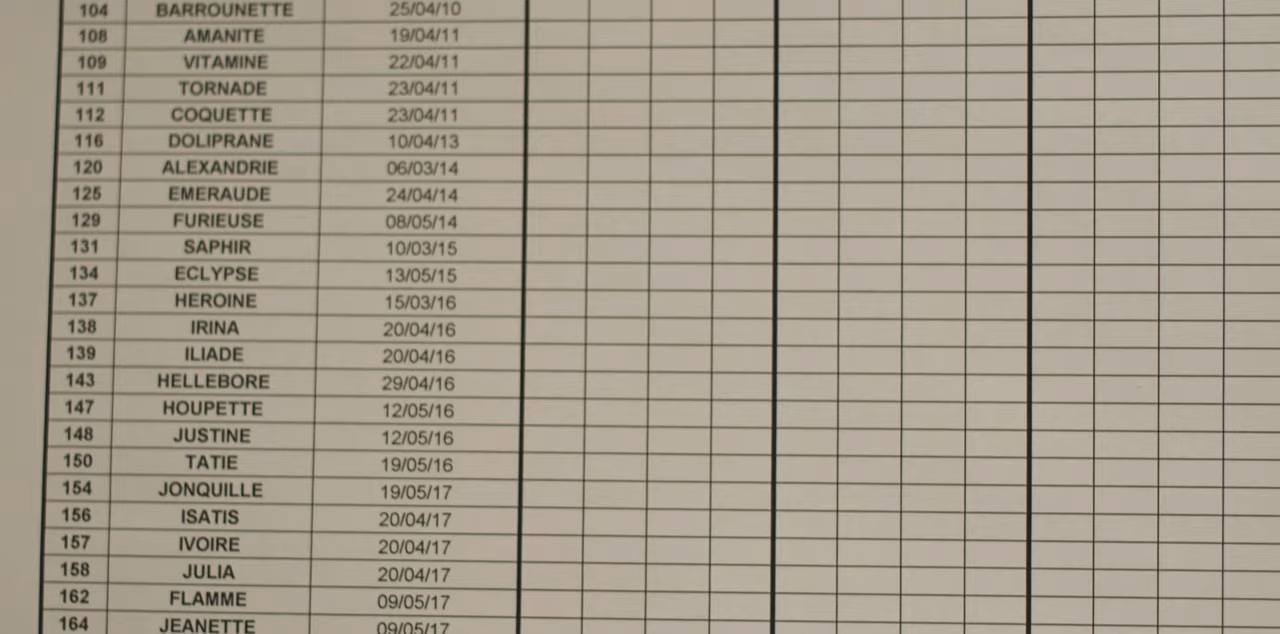 104 BARROUNETTE 25/04/10
108 AMANITE 19/04/11
109 VITAMINE 22/04/11
111 TORNADE 23/04/11
112 COQUETTE 23/04/11
116 DOLIPRANE 10/04/13
120 ALEXANDRIE 06/03/14
125 EMERAUDE 24/04/14
129 FURIEUSE 08/05/14
131 SAPHIR 10/03/15
134 ECLYPSE 13/05/15
137 HEROINE 15/03/16
138 IRINA 20/04/16
139 ILIADE 20/04/16
143 HELLEBORE 29/04/16
147 HOUPETTE 12/05/16
148 JUSTINE 12/05/16
150 TATIE 19/05/16
154 JONQUILLE 19/05/17
156 ISATIS 20/04/17
157 IVOIRE 20/04/17
158 JULIA 20/04/17
162 FLAMME 09/05/17
164 JEANETTE 09/05/17